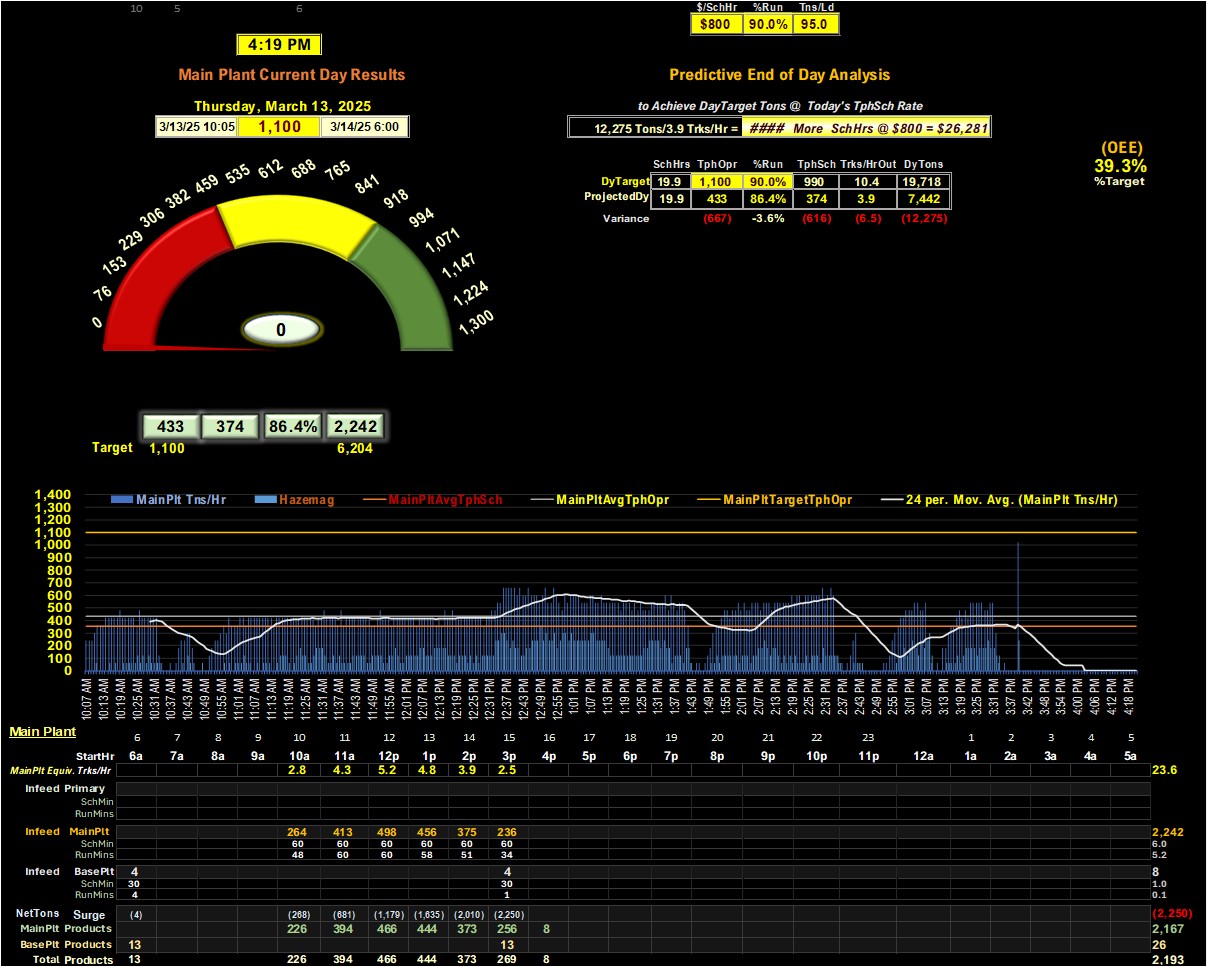 10 5 6
$/SchHr %Run Tns/Ld
$800 90.0% 95.0
4:19 PM
Main Plant Current Day Results
Predictive End of Day Analysis
Thursday, March 13, 2025
to Achieve DayTarget Tons @ Today's TphSch Rate
3/13/25 10:05 1,100 3/14/25 6:00
12,275 Tons/3.9 Trks/Hr = #### More SchHrs @ $800 = $26,281
(OEE)
39.3%
%Target
SchHrs TphOpr %Run TphSch Trks/HrOut DyTons
DyTarget 19.9 1,100 90.0% 990 10.4 19,718
ProjectedDy 19.9 433 86.4% 374 3.9 7,442
Variance (667) -3.6% (616) (6.5) (12,275)
0 76 153 229 306 382 459 535 612 688 765 841 918 994 1,071 1,147 1,224 1,300
0
433 374 86.4% 2,242
Target 1,100 6,204
MainPlt Tns/Hr Hazemag MainPltAvgTphSch MainPltAvgTphOpr MainPltTargetTphOpr 24 per. Mov. Avg. (MainPlt Tns/Hr)
1,400
1,300
1,200
1,100
1,000
900
800
700
600
500
400
300
200
100
0
10:07 AM 10:13 AM 10:19 AM 10:25 AM 10:31 AM 10:37 AM 10:43 AM 10:49 AM 10:55 AM 11:01 AM 11:07 AM 11:13 AM 11:19 AM 11:25 AM 11:31 AM 11:37 AM 11:43 AM 11:49 AM 11:55 AM 12:01 PM 12:07 PM 12:13 PM 12:19 PM 12:25 PM 12:31 PM 12:37 PM 12:43 PM 12:49 PM 12:55 PM 1:01 PM 1:07 PM 1:13 PM 1:19 PM 1:25 PM 1:31 PM 1:37 PM 1:43 PM 1:49 PM 1:55 PM 2:01 PM 2:07 PM 2:13 PM 2:19 PM 2:25 PM 2:31 PM 2:37 PM 2:43 PM 2:49 PM 2:55 PM 3:01 PM 3:07 PM 3:13 PM 3:19 PM 3:25 PM 3:31 PM 3:37 PM 3:42 PM 3:48 PM 3:54 PM 4:00 PM 4:06 PM 4:12 PM 4:18 PM
Main Plant
6 7 8 9 10 11 12 13 14 15 16 17 18 19 20 21 22 23 1 2 3 4 5
StartHr 6a 7a 8a 9a 10a 11a 12p 1p 2p 3p 4p 5p 6p 7p 8p 9p 10p 11p 12a 1a 2a 3a 4a 5a
MainPlt Equiv. Trks/Hr 2.8 4.3 5.2 4.8 3.9 2.5 23.6
Infeed Primary
SchMin
RunMins
Infeed MainPlt 264 413 498 456 375 236 2,242
SchMin 60 60 60 60 60 60 6.0
RunMins 48 60 60 58 51 34 5.2
Infeed BasePlt 4 4 8
SchMin 30 30 1.0
RunMins 4 1 0.1
NetTons Surge (4) (268) (681) (1,179) (1,635) (2,010) (2,250) (2,250)
MainPlt Products 226 394 466 444 373 256 8 2,167
BasePlt Products 13 13 26
Total Products 13 226 394 466 444 373 269 8 2,193